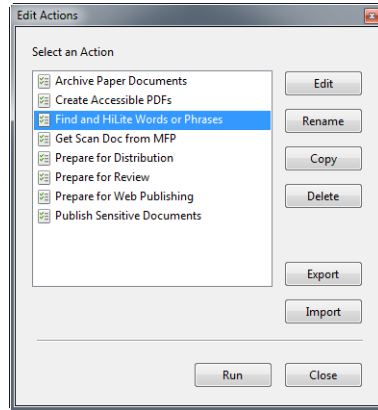 Edit Actions
Select an Action
Archive Paper Documents
Create Accessible PDFs
Find and HiLite Words or Phrases
Get Scan Doc from MFP
Prepare for Distribution
Prepare for Review
Prepare for Web Publishing
Publish Sensitive Documents
Edit
Rename
Copy
Delete
Export
Import
Run
Close